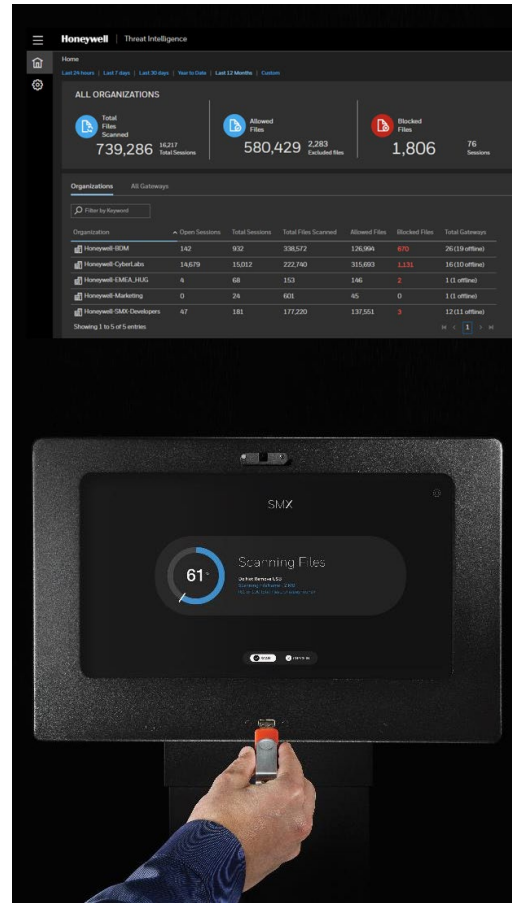 Honeywell | Threat Intelligence
Home
Last 24 hours | Last 7 days | Last 30 days | Year to Date | Last 12 Months | Custom
ALL ORGANIZATIONS
Total Files Scanned
739,286 16,217 Total Sessions
Allowed Files
580,429 2,283 Excluded files
Blocked Files
1,806 76 Sessions
Organizations All Gateways
Filter by Keyword
Organization Open Sessions Total Sessions Total Files Scanned Allowed Files Blocked Files Total Gateways
Honeywell-BDM 142 932 338,572 126,994 670 26 (19 offline)
Honeywell-CyberLabs 14,679 15,012 222,740 315,693 1,131 16 (10 offline)
Honeywell-EMEA_HUG 4 68 153 146 2 1 (1 offline)
Honeywell-Marketing 0 24 601 45 0 1 (1 offline)
Honeywell-SMX-Developers 47 181 177,220 137,551 3 12 (11 offline)
Showing 1 to 5 of 5 entries 1
SMX
61%
Scanning Files
Do Not Remove USB
SCAN